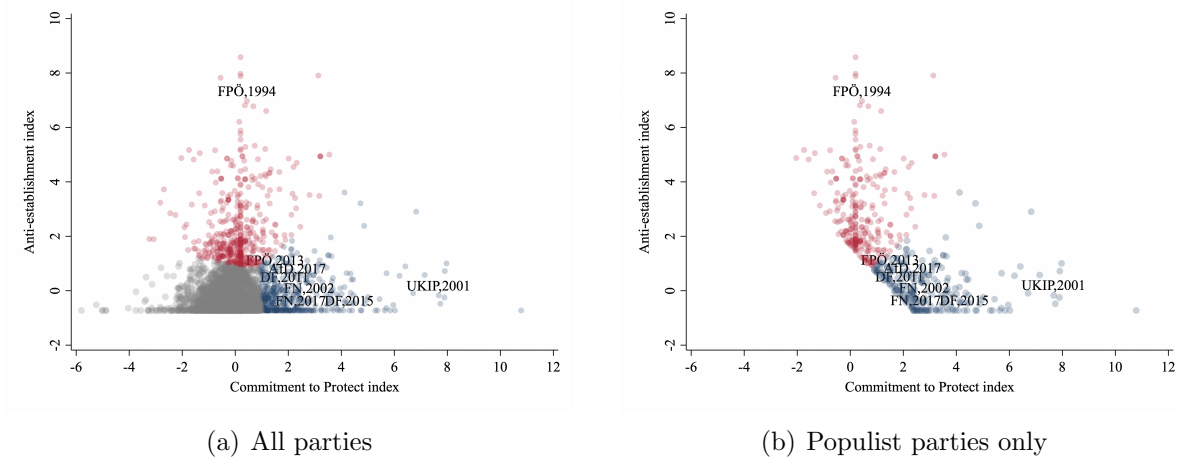 10
8
6
4
2
0
-2
Anti-establishment index
FPÖ,1994
FPÖ,2013
AfD,2017
DF,2011
FN,2002
FN,2017
DF,2015
UKIP,2001
-6 -4 -2 0 2 4 6 8 10 12
Commitment to Protect index
(a) All parties
10
8
6
4
2
0
-2
Anti-establishment index
FPÖ,1994
FPÖ,2013
AfD,2017
DF,2011
FN,2002
FN,2017
DF,2015
UKIP,2001
-6 -4 -2 0 2 4 6 8 10 12
Commitment to Protect index
(b) Populist parties only